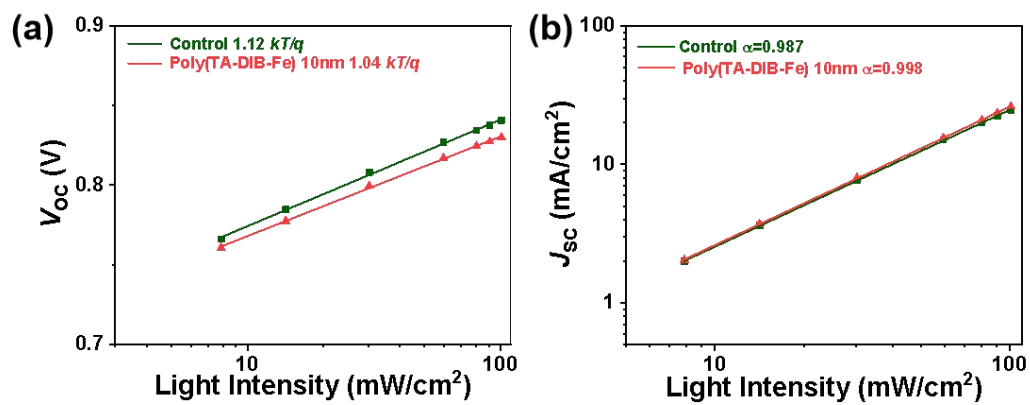 (a)
0.9
0.8
0.7
V_OC (V)
Control 1.12 kT/q
Poly(TA-DIB-Fe) 10nm 1.04 kT/q
10
100
Light Intensity (mW/cm²)
(b)
100
10
1
J_SC (mA/cm²)
Control α=0.987
Poly(TA-DIB-Fe) 10nm α=0.998
10
100
Light Intensity (mW/cm²)